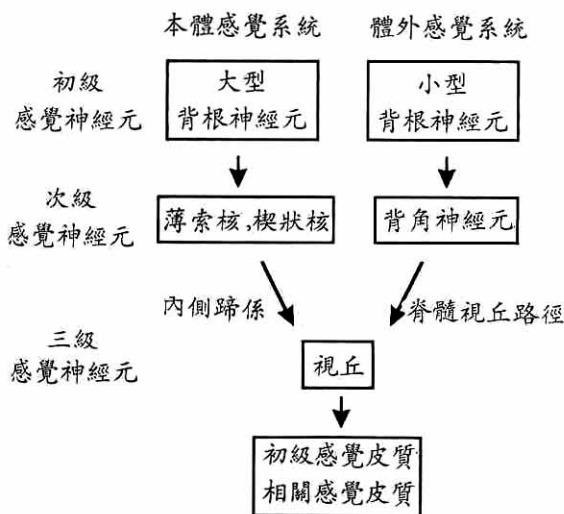 本體感覺系統
體外感覺系統
初級
感覺神經元
大型
背根神經元
小型
背根神經元
次級
感覺神經元
薄索核,楔狀核
背角神經元
內側蹄係
脊髓視丘路徑
三級
感覺神經元
視丘
初級感覺皮質
相關感覺皮質